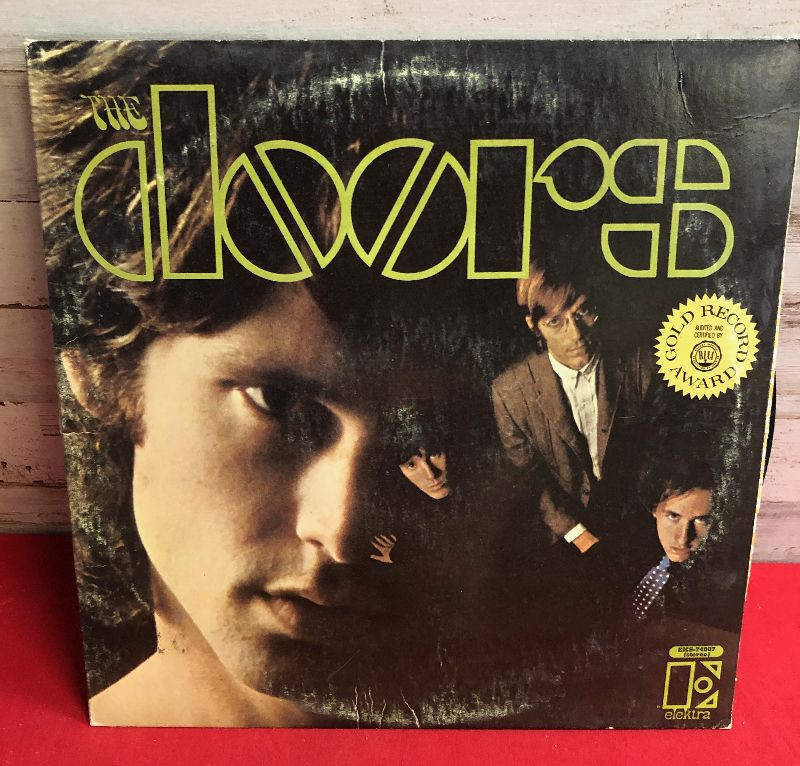 THE
doors
GOLD RECORD
AUDITED AND
CERTIFIED BY
RIAA
AWARD
EKS-74007
(stereo)
elektra